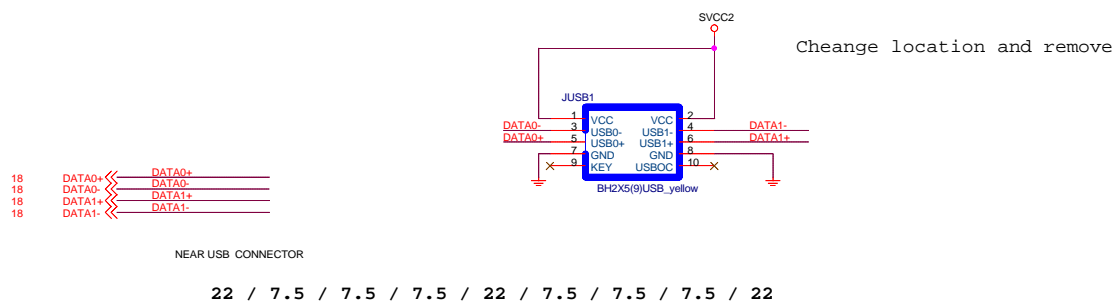 SVCC2
Cheange location and remove
JUSB1
1 VCC VCC 2
DATA0- 3 USB0- USB1- 4 DATA1-
DATA0+ 5 USB0+ USB1+ 6 DATA1+
7 GND GND 8
9 KEY USBOC 10
BH2X5(9)USB_yellow
18 DATA0+ DATA0+
18 DATA0- DATA0-
18 DATA1+ DATA1+
18 DATA1- DATA1-
NEAR USB CONNECTOR
22 / 7.5 / 7.5 / 7.5 / 22 / 7.5 / 7.5 / 7.5 / 22